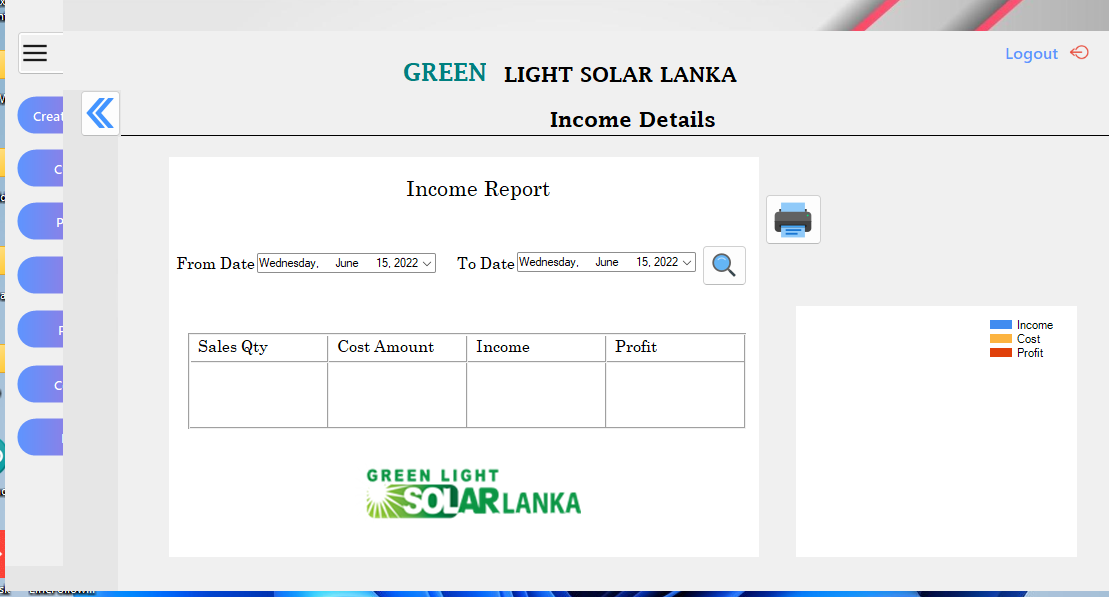 Logout
GREEN LIGHT SOLAR LANKA
Income Details
Income Report
From Date Wednesday, June 15, 2022 To Date Wednesday, June 15, 2022
Sales Qty Cost Amount Income Profit
Income
Cost
Profit
GREEN LIGHT
SOLAR LANKA